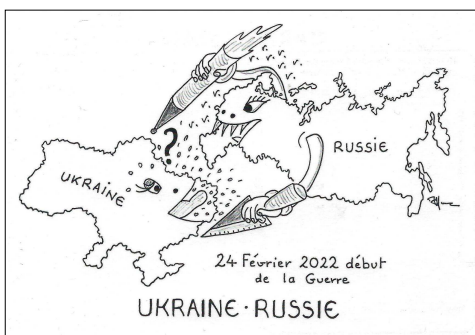 ?
UKRAINE
RUSSIE
24 Février 2022 début
de la Guerre
UKRAINE · RUSSIE